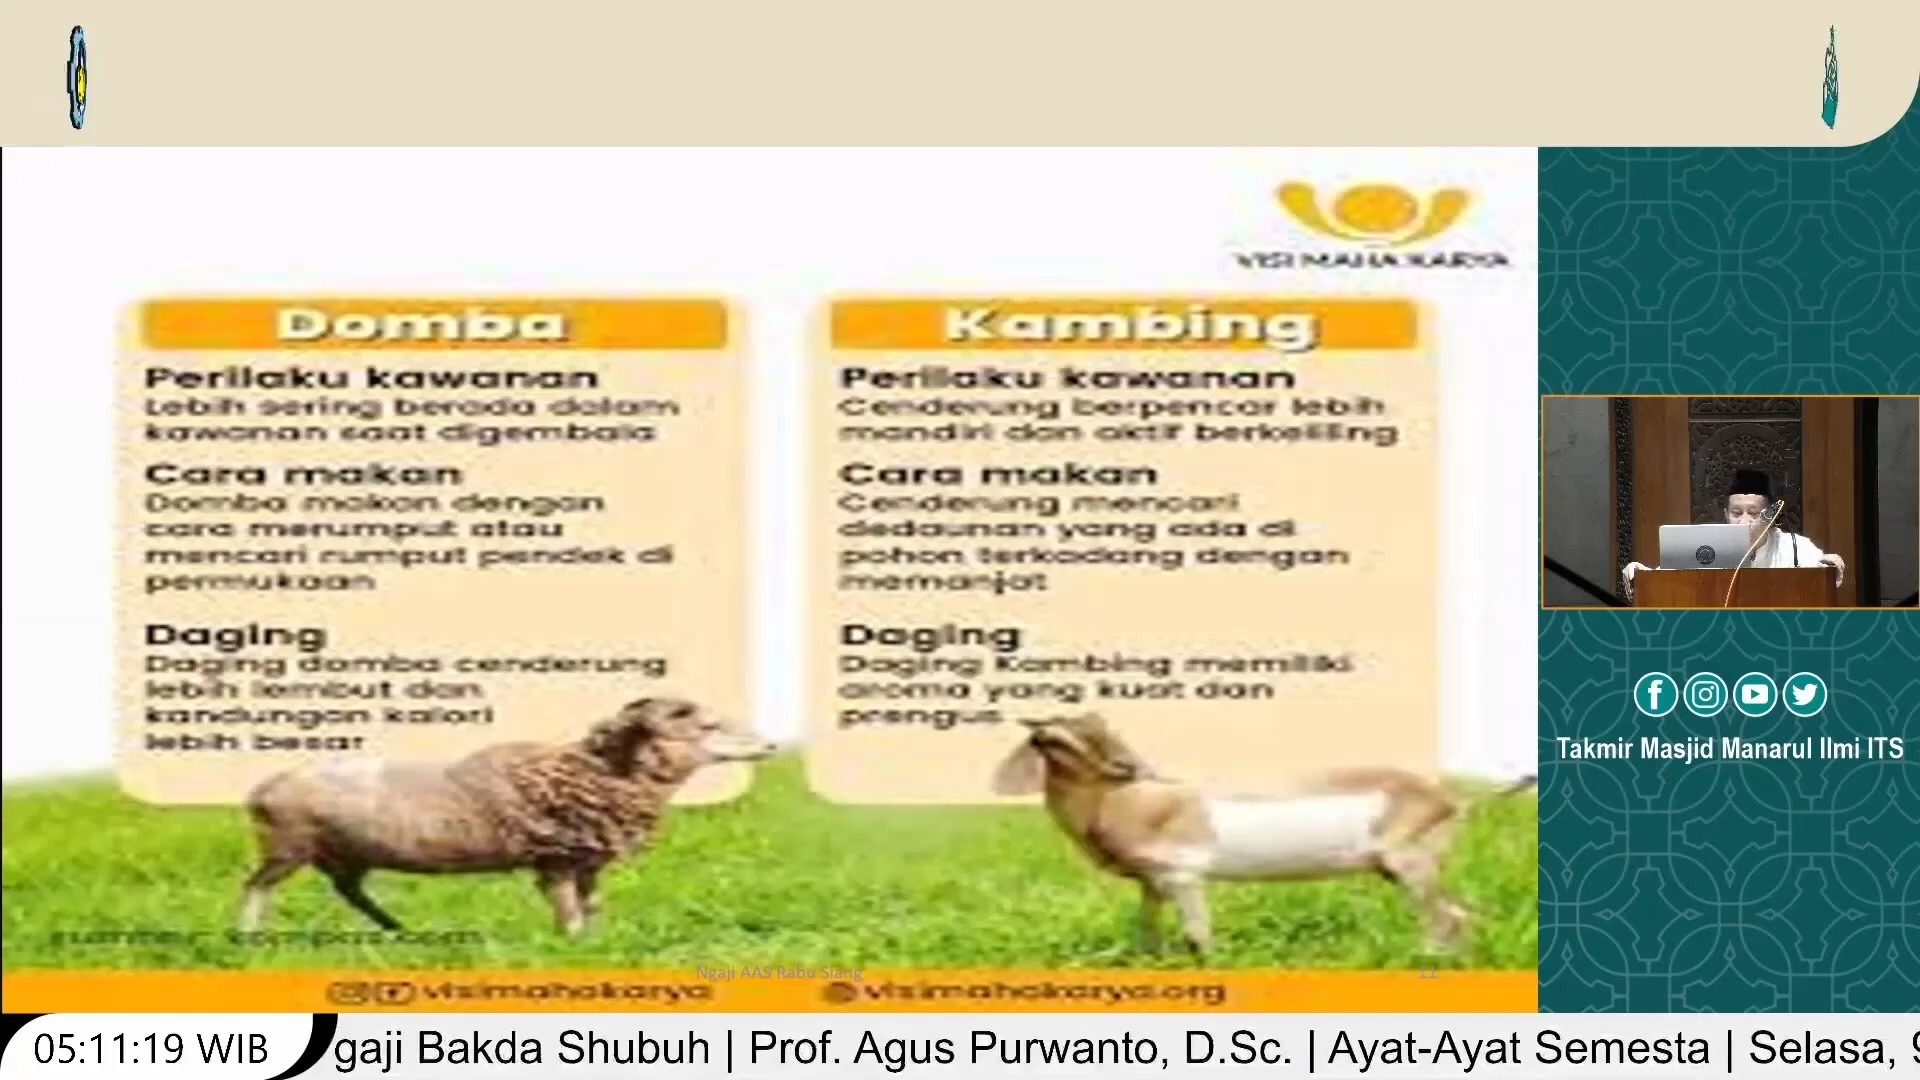 VISI MAHA KARYA
Domba
Perilaku kawanan
Lebih sering berada dalam
kawanan saat digembala
Cara makan
Domba makan dengan
cara merumput atau
mencari rumput pendek di
permukaan
Daging
Daging domba cenderung
lebih lembut dan
kandungan kalori
lebih besar
Kambing
Perilaku kawanan
Cenderung berpencar lebih
mandiri dan aktif berkeliling
Cara makan
Cenderung mencari
dedaunan yang ada di
pohon terkadang dengan
memanjat
Daging
Daging Kambing memiliki
aroma yang kuat dan
prengus
sumber: kompas.com
Ngaji AAS Rabu Siang
11
visimahakarya
visimahakarya.org
Takmir Masjid Manarul Ilmi ITS
05:11:19 WIB
gaji Bakda Shubuh | Prof. Agus Purwanto, D.Sc. | Ayat-Ayat Semesta | Selasa, 9